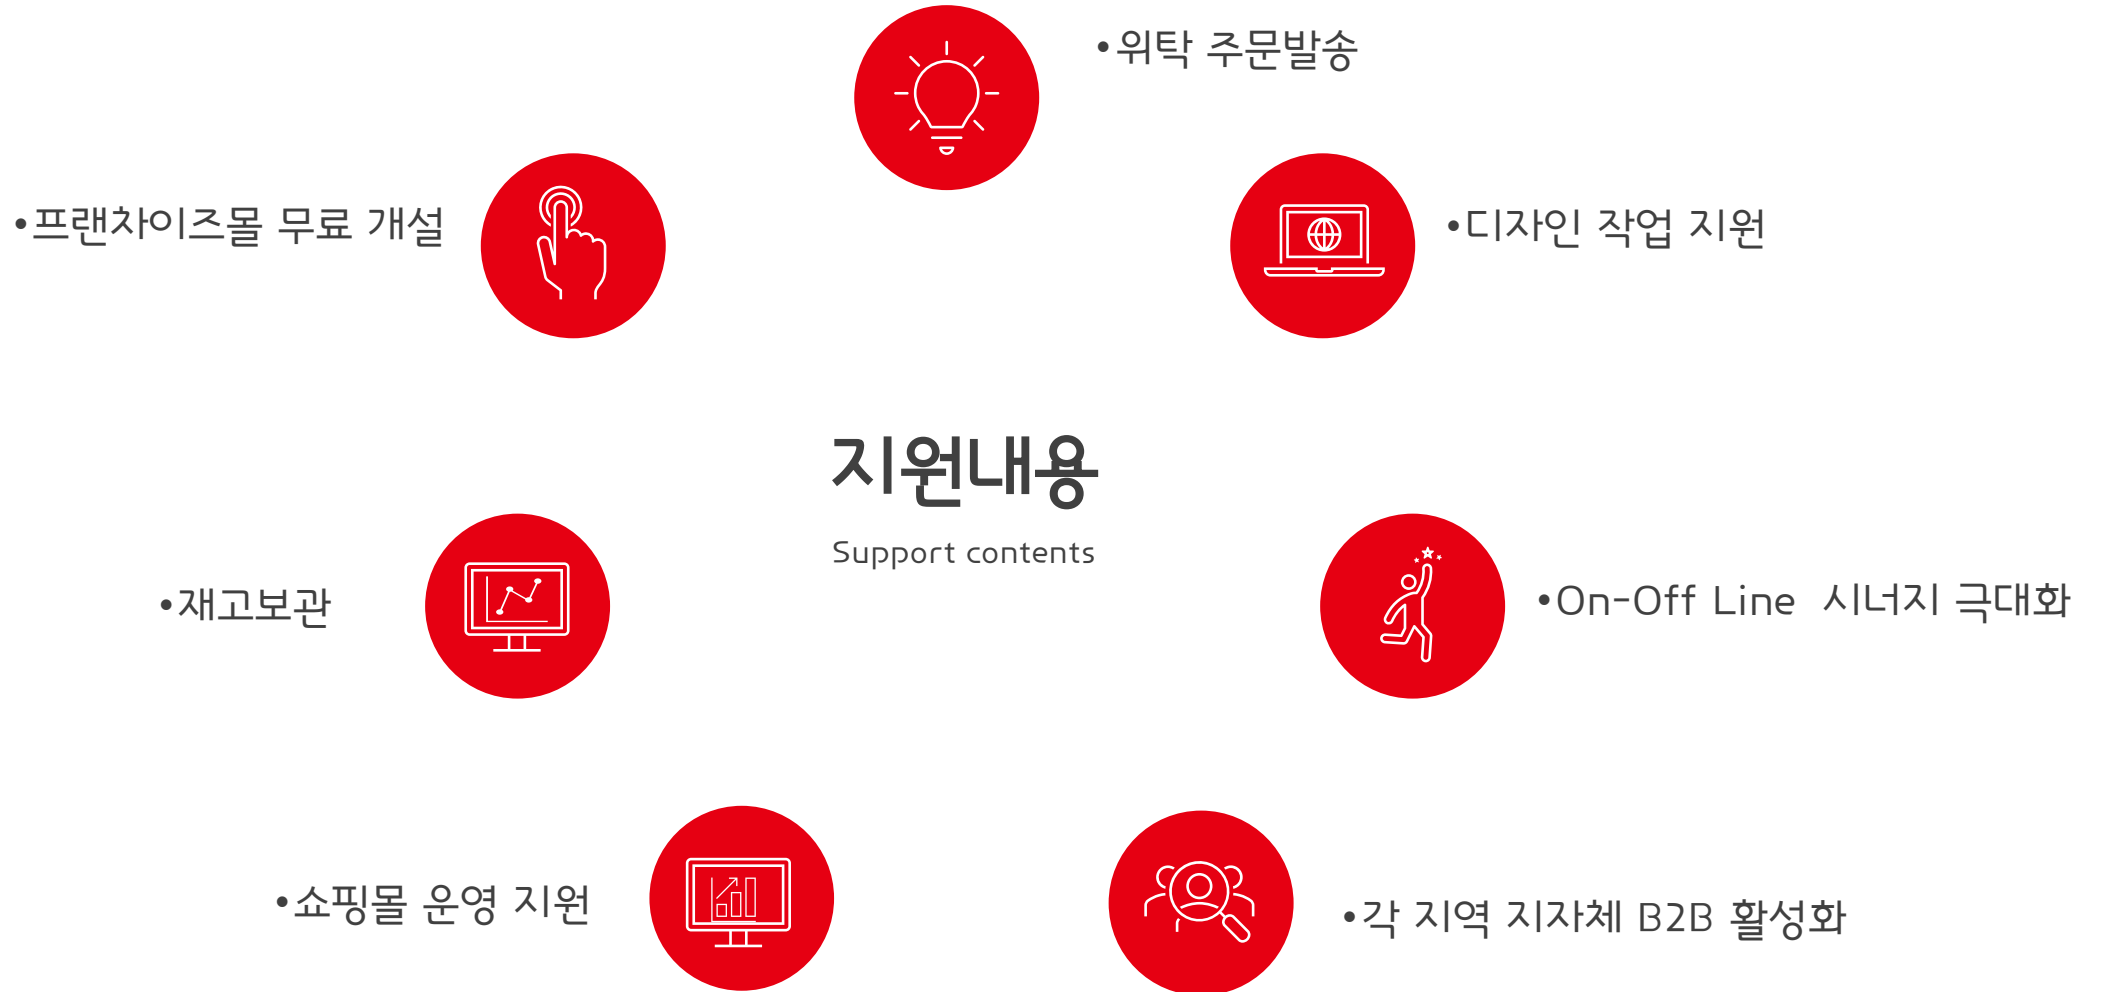 •위탁 주문발송
•프랜차이즈몰 무료 개설
•디자인 작업 지원
지원내용
Support contents
•재고보관
•On-Off Line 시너지 극대화
•쇼핑몰 운영 지원
•각 지역 지자체 B2B 활성화